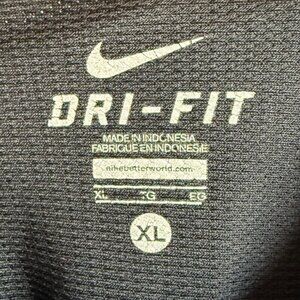 DRI-FIT
MADE IN INDONESIA
FABRIQUE EN INDONESIE
nikebetterworld.com
XL EG
XL